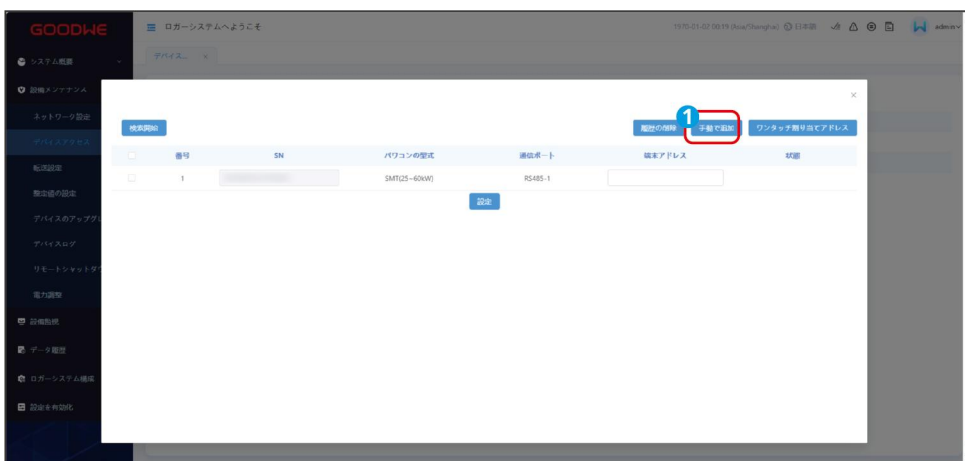 GOODWE
ロガーシステムへようこそ
1970-01-02 00:19 (Asia/Shanghai) 日本語
admin
システム概要
デバイス...
設備メンテナンス
ネットワーク設定
デバイスアクセス
転送設定
整定値の設定
デバイスのアップグレ
デバイスログ
リモートシャットダウ
電力調整
設備監視
データ履歴
ロガーシステム構成
設定を有効化
検索開始
履歴の削除
1
手動で追加
ワンタッチ割り当てアドレス
番号 SN パワコンの型式 通信ポート 端末アドレス 状態
1 SMT(25~60kW) RS485-1
設定